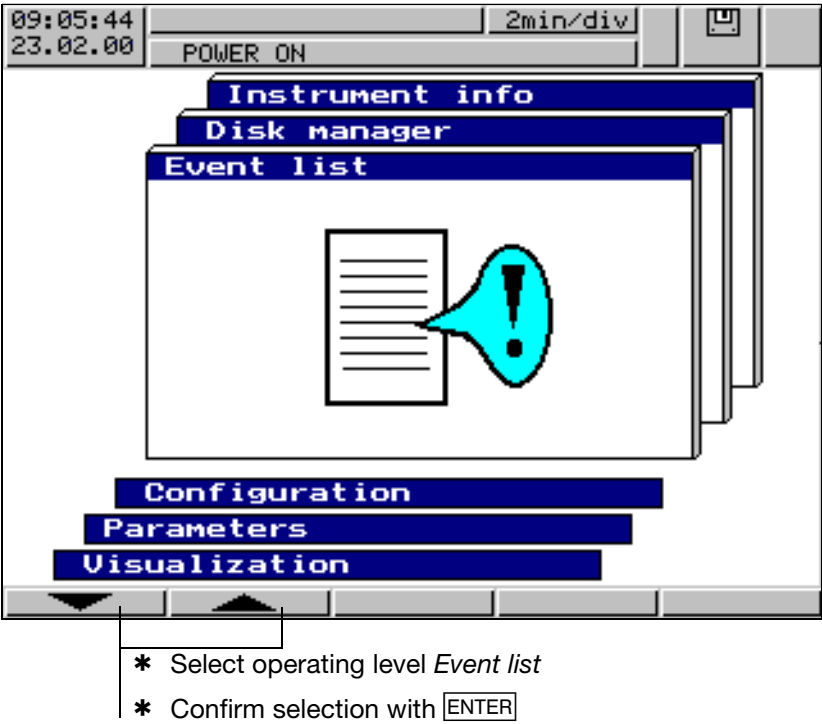 09:05:44
2min/div
23.02.00
POWER ON
Instrument info
Disk manager
Event list
!
Configuration
Parameters
Visualization
✱ Select operating level Event list
✱ Confirm selection with ENTER